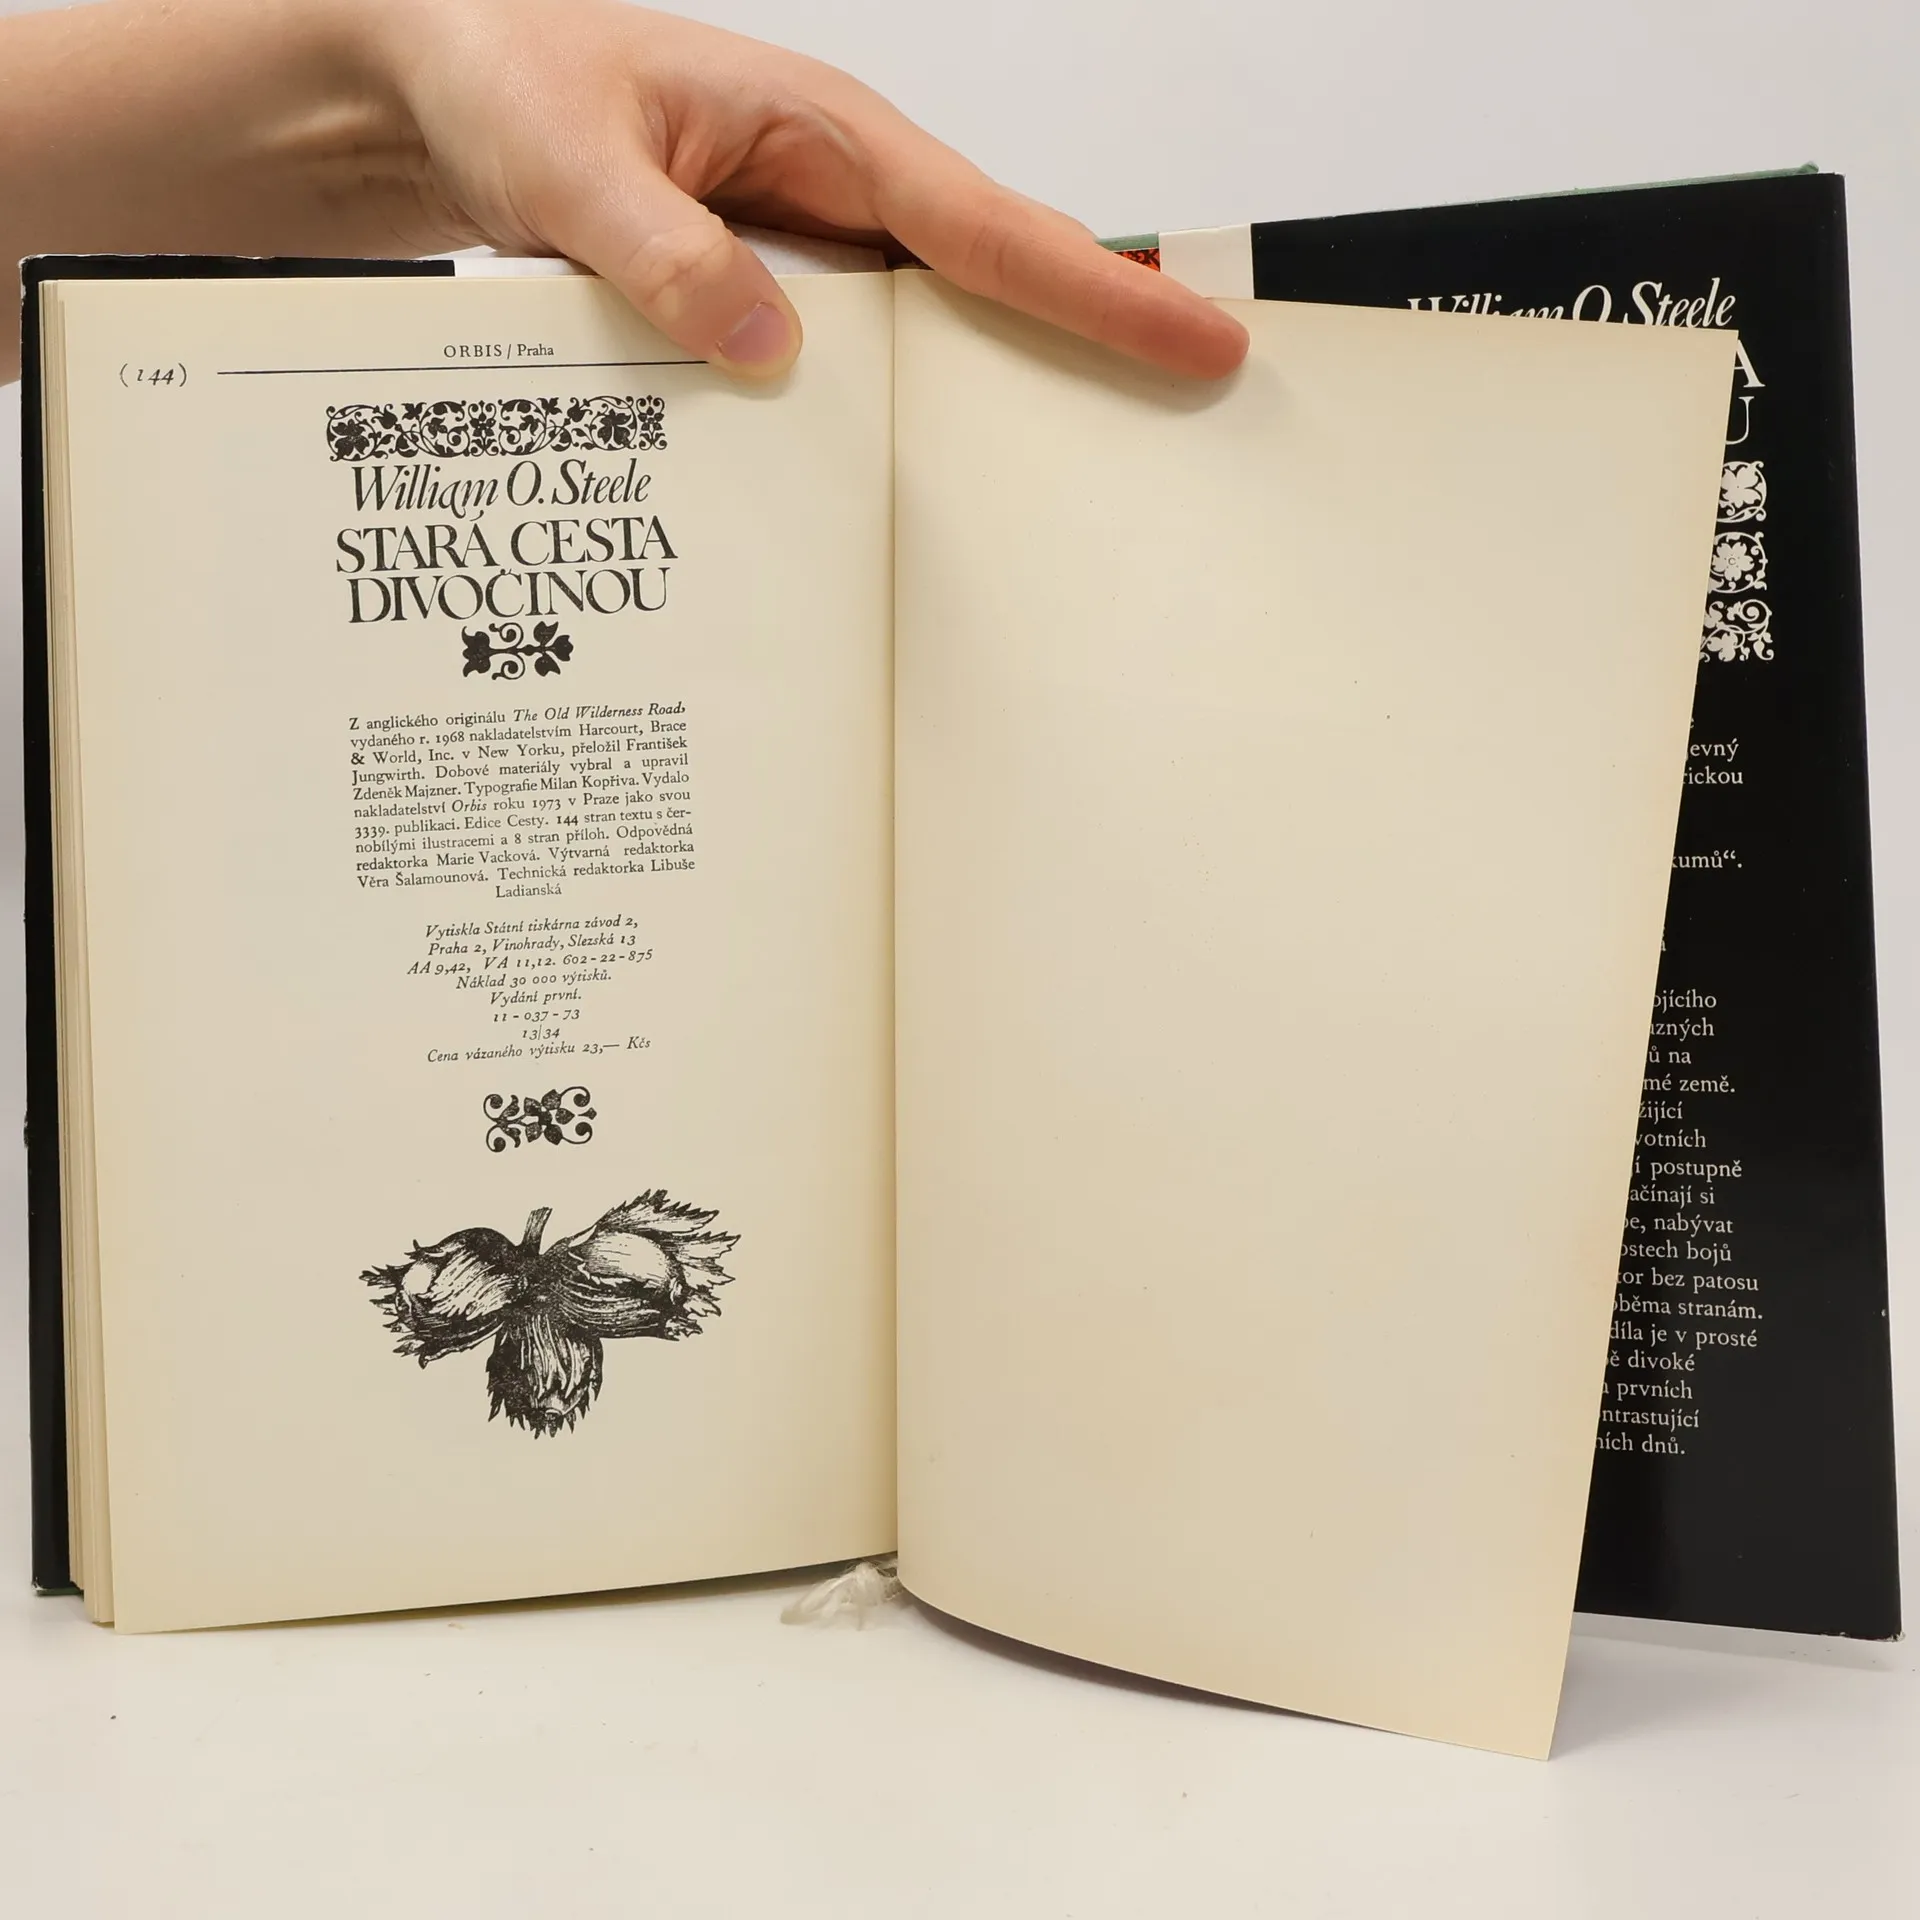 ORBIS / Praha
(144)
William O. Steele
STARÁ CESTA
DIVOČINOU
Z anglického originálu The Old Wilderness Road,
vydaného r. 1968 nakladatelstvím Harcourt, Brace
& World, Inc. v New Yorku, přeložil František
Jungwirth. Dobové materiály vybral a upravil
Zdeněk Majzner. Typografie Milan Kopřiva. Vydalo
nakladatelství Orbis roku 1973 v Praze jako svou
3339. publikaci. Edice Cesty. 144 stran textu s čer-
nobílými ilustracemi a 8 stran příloh. Odpovědná
redaktorka Marie Vacková. Výtvarná redaktorka
Věra Šalamounová. Technická redaktorka Libuše
Ladianská
Vytiskla Státní tiskárna závod 2,
Praha 2, Vinohrady, Slezská 13
AA 9,42, VA 11,12. 602-22-875
Náklad 30 000 výtisků.
Vydání první.
11 - 037 - 73
13/34
Cena vázaného výtisku 23,— Kčs
William O. Steele
A
U
evný
rickou
kumů“.
ojícího
azných
ů na
mé země.
žijící
votních
í postupně
ačínají si
be, nabývat
ostech bojů
tor bez patosu
oběma stranám.
díla je v prosté
ě divoké
a prvních
ontrastující
ních dnů.